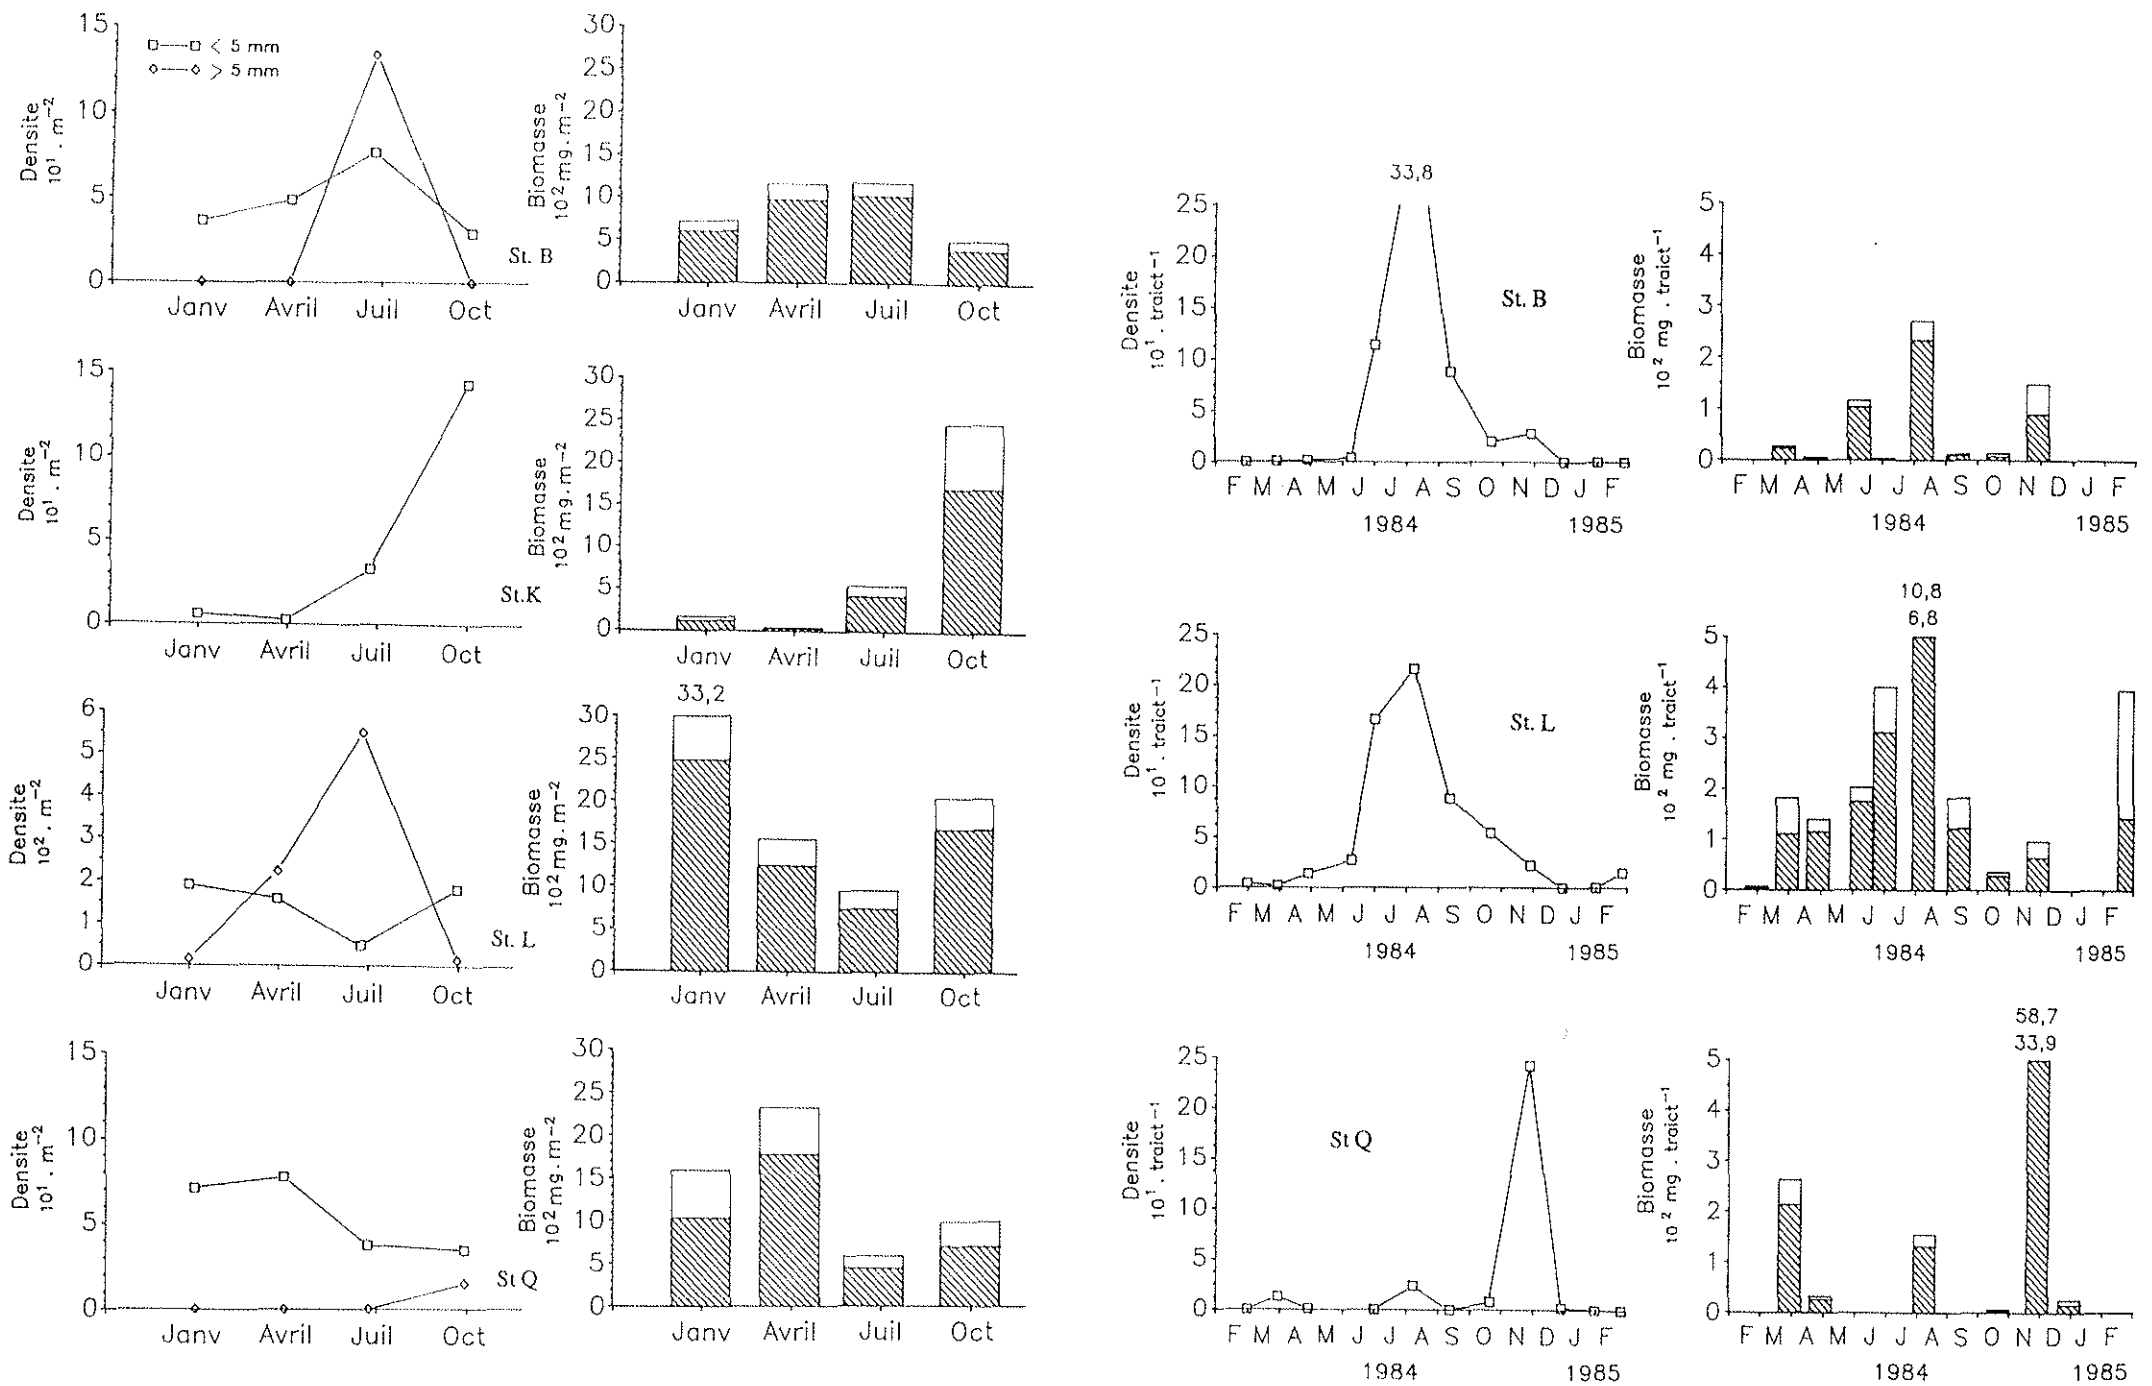 15
10
5
0
Densite
10¹ . m⁻²
□—□ < 5 mm
◇—◇ > 5 mm
St. B
Janv Avril Juil Oct
30
25
20
15
10
5
0
Biomasse
10² mg. m⁻²
Janv Avril Juil Oct
33,8
25
20
15
10
5
0
Densite
10¹ . traict⁻¹
St. B
F M A M J J A S O N D J F
1984 1985
5
4
3
2
1
0
Biomasse
10² mg . traict⁻¹
F M A M J J A S O N D J F
1984 1985
15
10
5
0
Densite
10¹ . m⁻²
St.K
Janv Avril Juil Oct
30
25
20
15
10
5
0
Biomasse
10² mg. m⁻²
Janv Avril Juil Oct
25
20
15
10
5
0
Densite
10¹ . traict⁻¹
St. L
F M A M J J A S O N D J F
1984 1985
10,8
6,8
5
4
3
2
1
0
Biomasse
10² mg . traict⁻¹
F M A M J J A S O N D J F
1984 1985
6
5
4
3
2
1
0
Densite
10² . m⁻²
St. L
Janv Avril Juil Oct
33,2
30
25
20
15
10
5
0
Biomasse
10² mg. m⁻²
Janv Avril Juil Oct
15
10
5
0
Densite
10¹ . m⁻²
St Q
Janv Avril Juil Oct
30
25
20
15
10
5
0
Biomasse
10² mg. m⁻²
Janv Avril Juil Oct
25
20
15
10
5
0
Densite
10¹ . traict⁻¹
St Q
F M A M J J A S O N D J F
1984 1985
58,7
33,9
5
4
3
2
1
0
Biomasse
10² mg . traict⁻¹
F M A M J J A S O N D J F
1984 1985